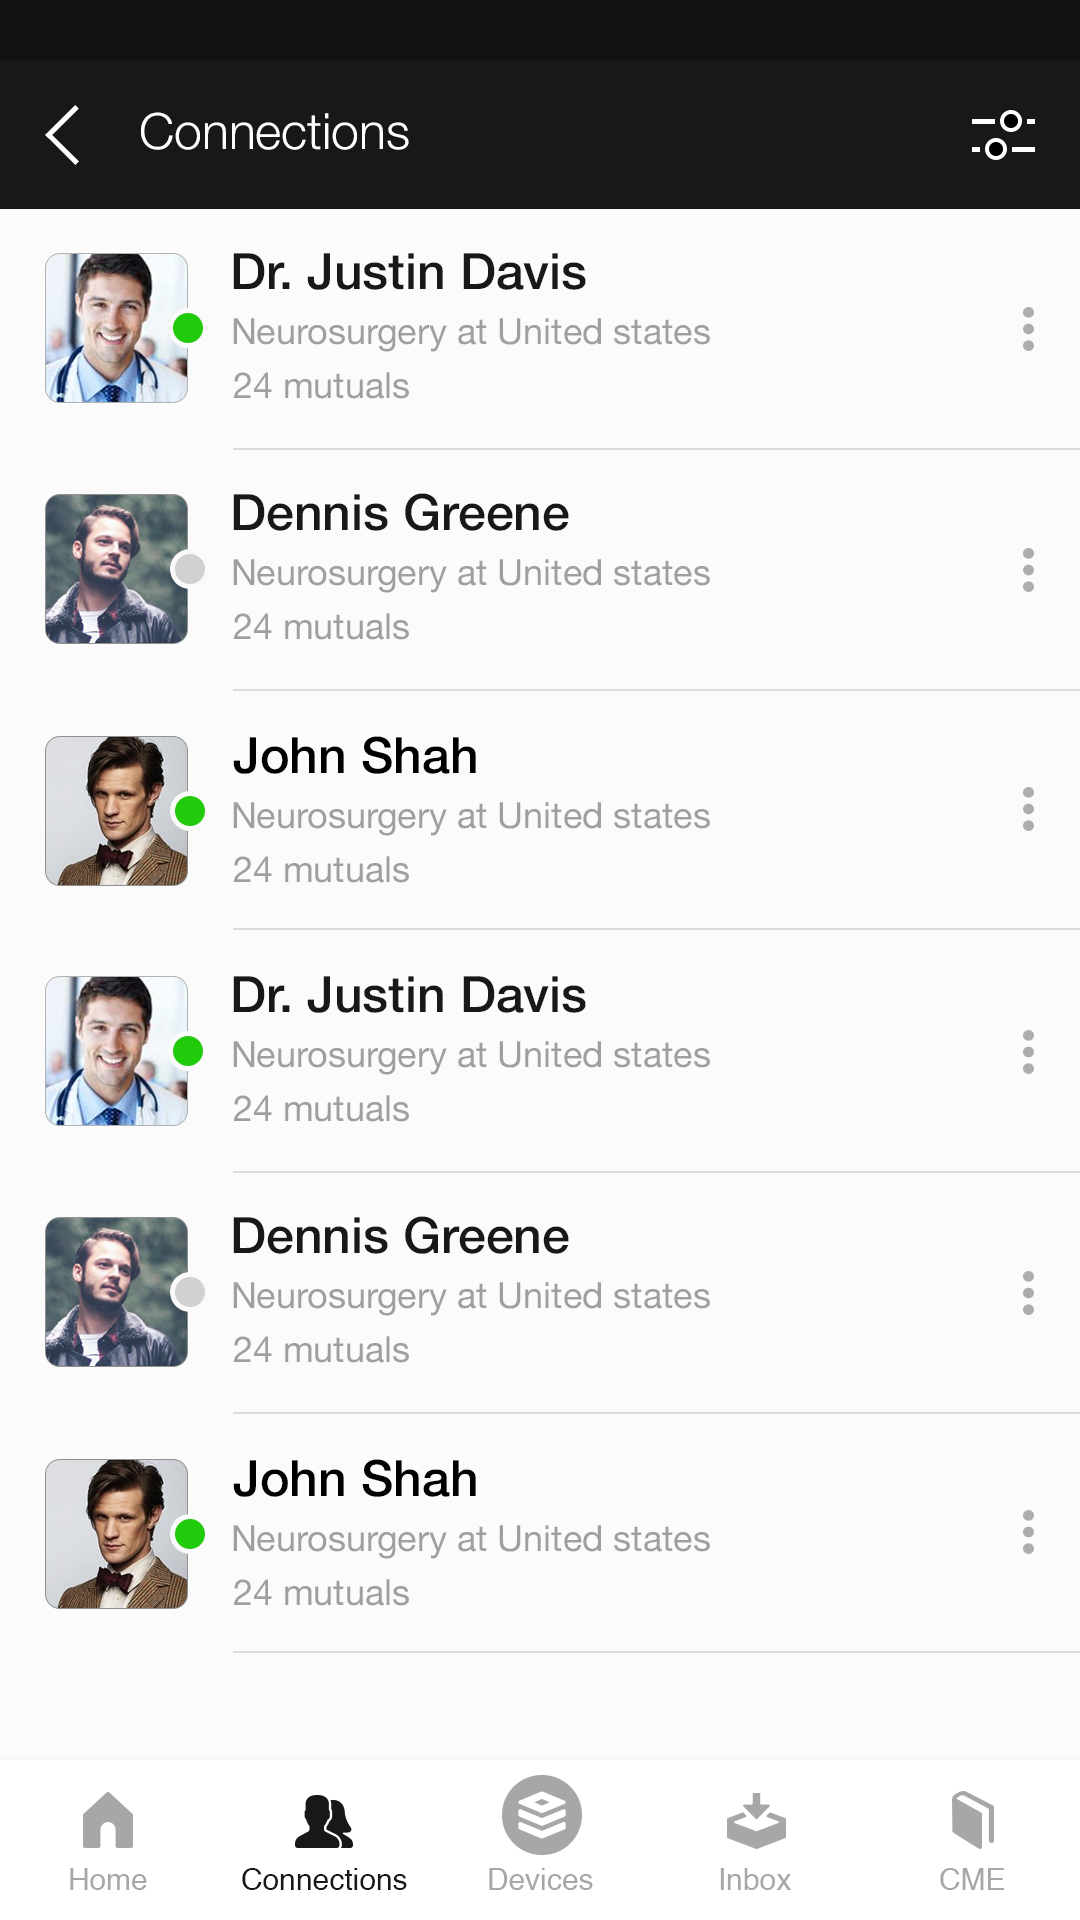 Connections
Dr. Justin Davis
Neurosurgery at United states
24 mutuals
Dennis Greene
Neurosurgery at United states
24 mutuals
John Shah
Neurosurgery at United states
24 mutuals
Dr. Justin Davis
Neurosurgery at United states
24 mutuals
Dennis Greene
Neurosurgery at United states
24 mutuals
John Shah
Neurosurgery at United states
24 mutuals
Home Connections Devices Inbox CME